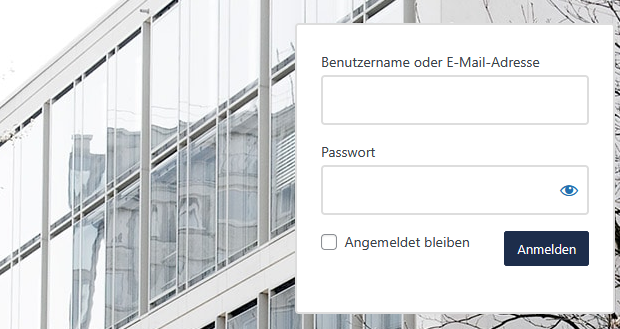 Benutzername oder E-Mail-Adresse
Passwort
Angemeldet bleiben
Anmelden